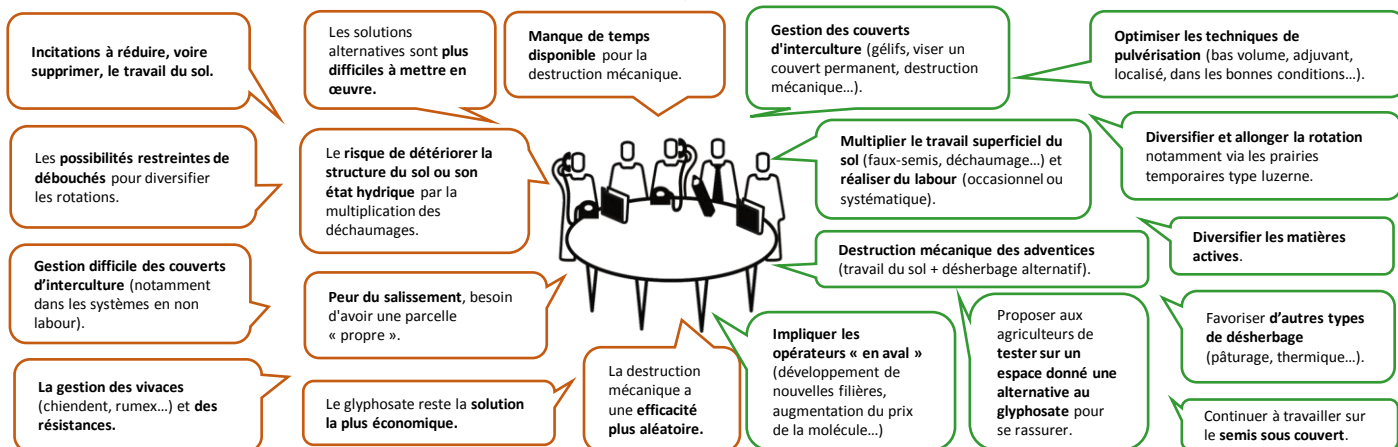 Incitations à réduire, voire
supprimer, le travail du sol.
Les solutions
alternatives sont plus
difficiles à mettre en
œuvre.
Manque de temps
disponible pour la
destruction mécanique.
Gestion des couverts
d'interculture (gélifs, viser un
couvert permanent, destruction
mécanique…).
Optimiser les techniques de
pulvérisation (bas volume, adjuvant,
localisé, dans les bonnes conditions…).
Les possibilités restreintes de
débouchés pour diversifier
les rotations.
Le risque de détériorer la
structure du sol ou son
état hydrique par la
multiplication des
déchaumages.
Multiplier le travail superficiel du
sol (faux-semis, déchaumage…) et
réaliser du labour (occasionnel ou
systématique).
Diversifier et allonger la rotation
notamment via les prairies
temporaires type luzerne.
Gestion difficile des couverts
d’interculture (notamment
dans les systèmes en non
labour).
Peur du salissement, besoin
d'avoir une parcelle
« propre ».
Destruction mécanique des adventices
(travail du sol + désherbage alternatif).
Diversifier les matières
actives.
La gestion des vivaces
(chiendent, rumex…) et des
résistances.
Le glyphosate reste la solution
la plus économique.
La destruction
mécanique a
une efficacité
plus aléatoire.
Impliquer les
opérateurs « en aval »
(développement de
nouvelles filières,
augmentation du prix
de la molécule…)
Proposer aux
agriculteurs de
tester sur un
espace donné une
alternative au
glyphosate pour
se rassurer.
Favoriser d’autres types
de désherbage
(pâturage, thermique…).
Continuer à travailler sur
le semis sous couvert.